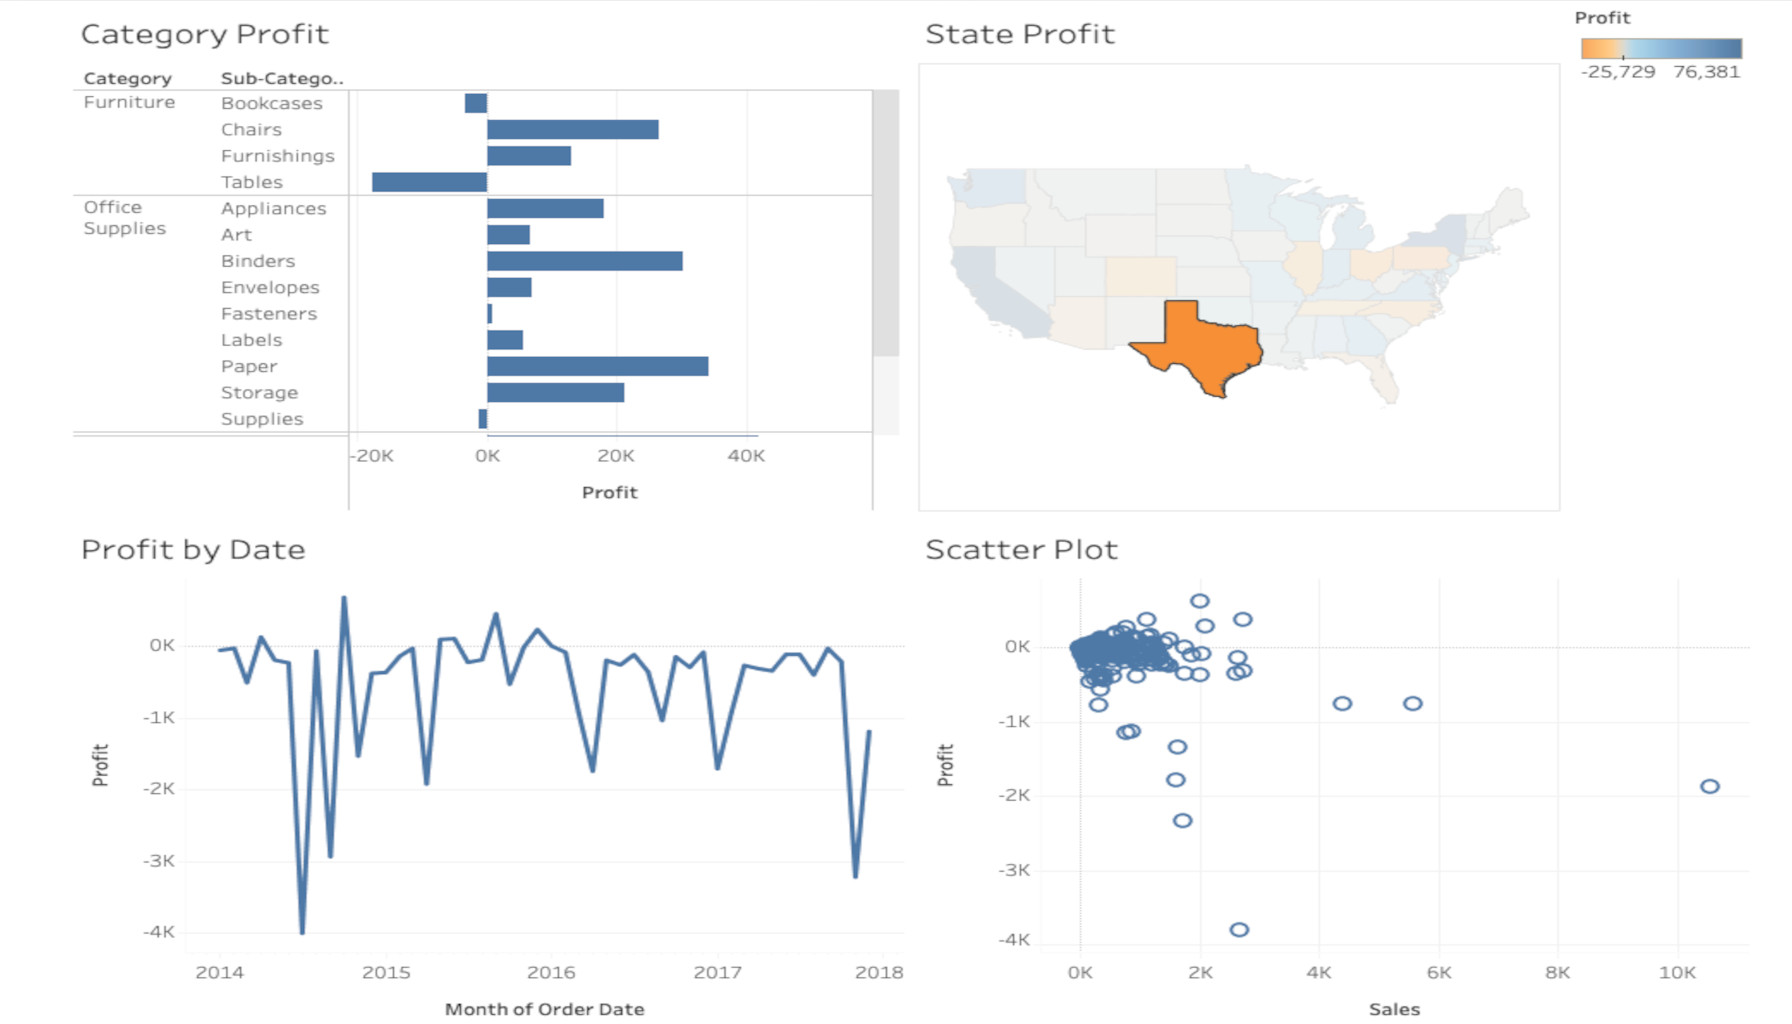 Category Profit
Category Sub-Catego..
Furniture Bookcases
Chairs
Furnishings
Tables
Office Supplies Appliances
Art
Binders
Envelopes
Fasteners
Labels
Paper
Storage
Supplies
-20K 0K 20K 40K
Profit
State Profit
Profit
-25,729 76,381
Profit by Date
0K
-1K
-2K
-3K
-4K
Profit
2014 2015 2016 2017 2018
Month of Order Date
Scatter Plot
0K
-1K
-2K
-3K
-4K
Profit
0K 2K 4K 6K 8K 10K
Sales